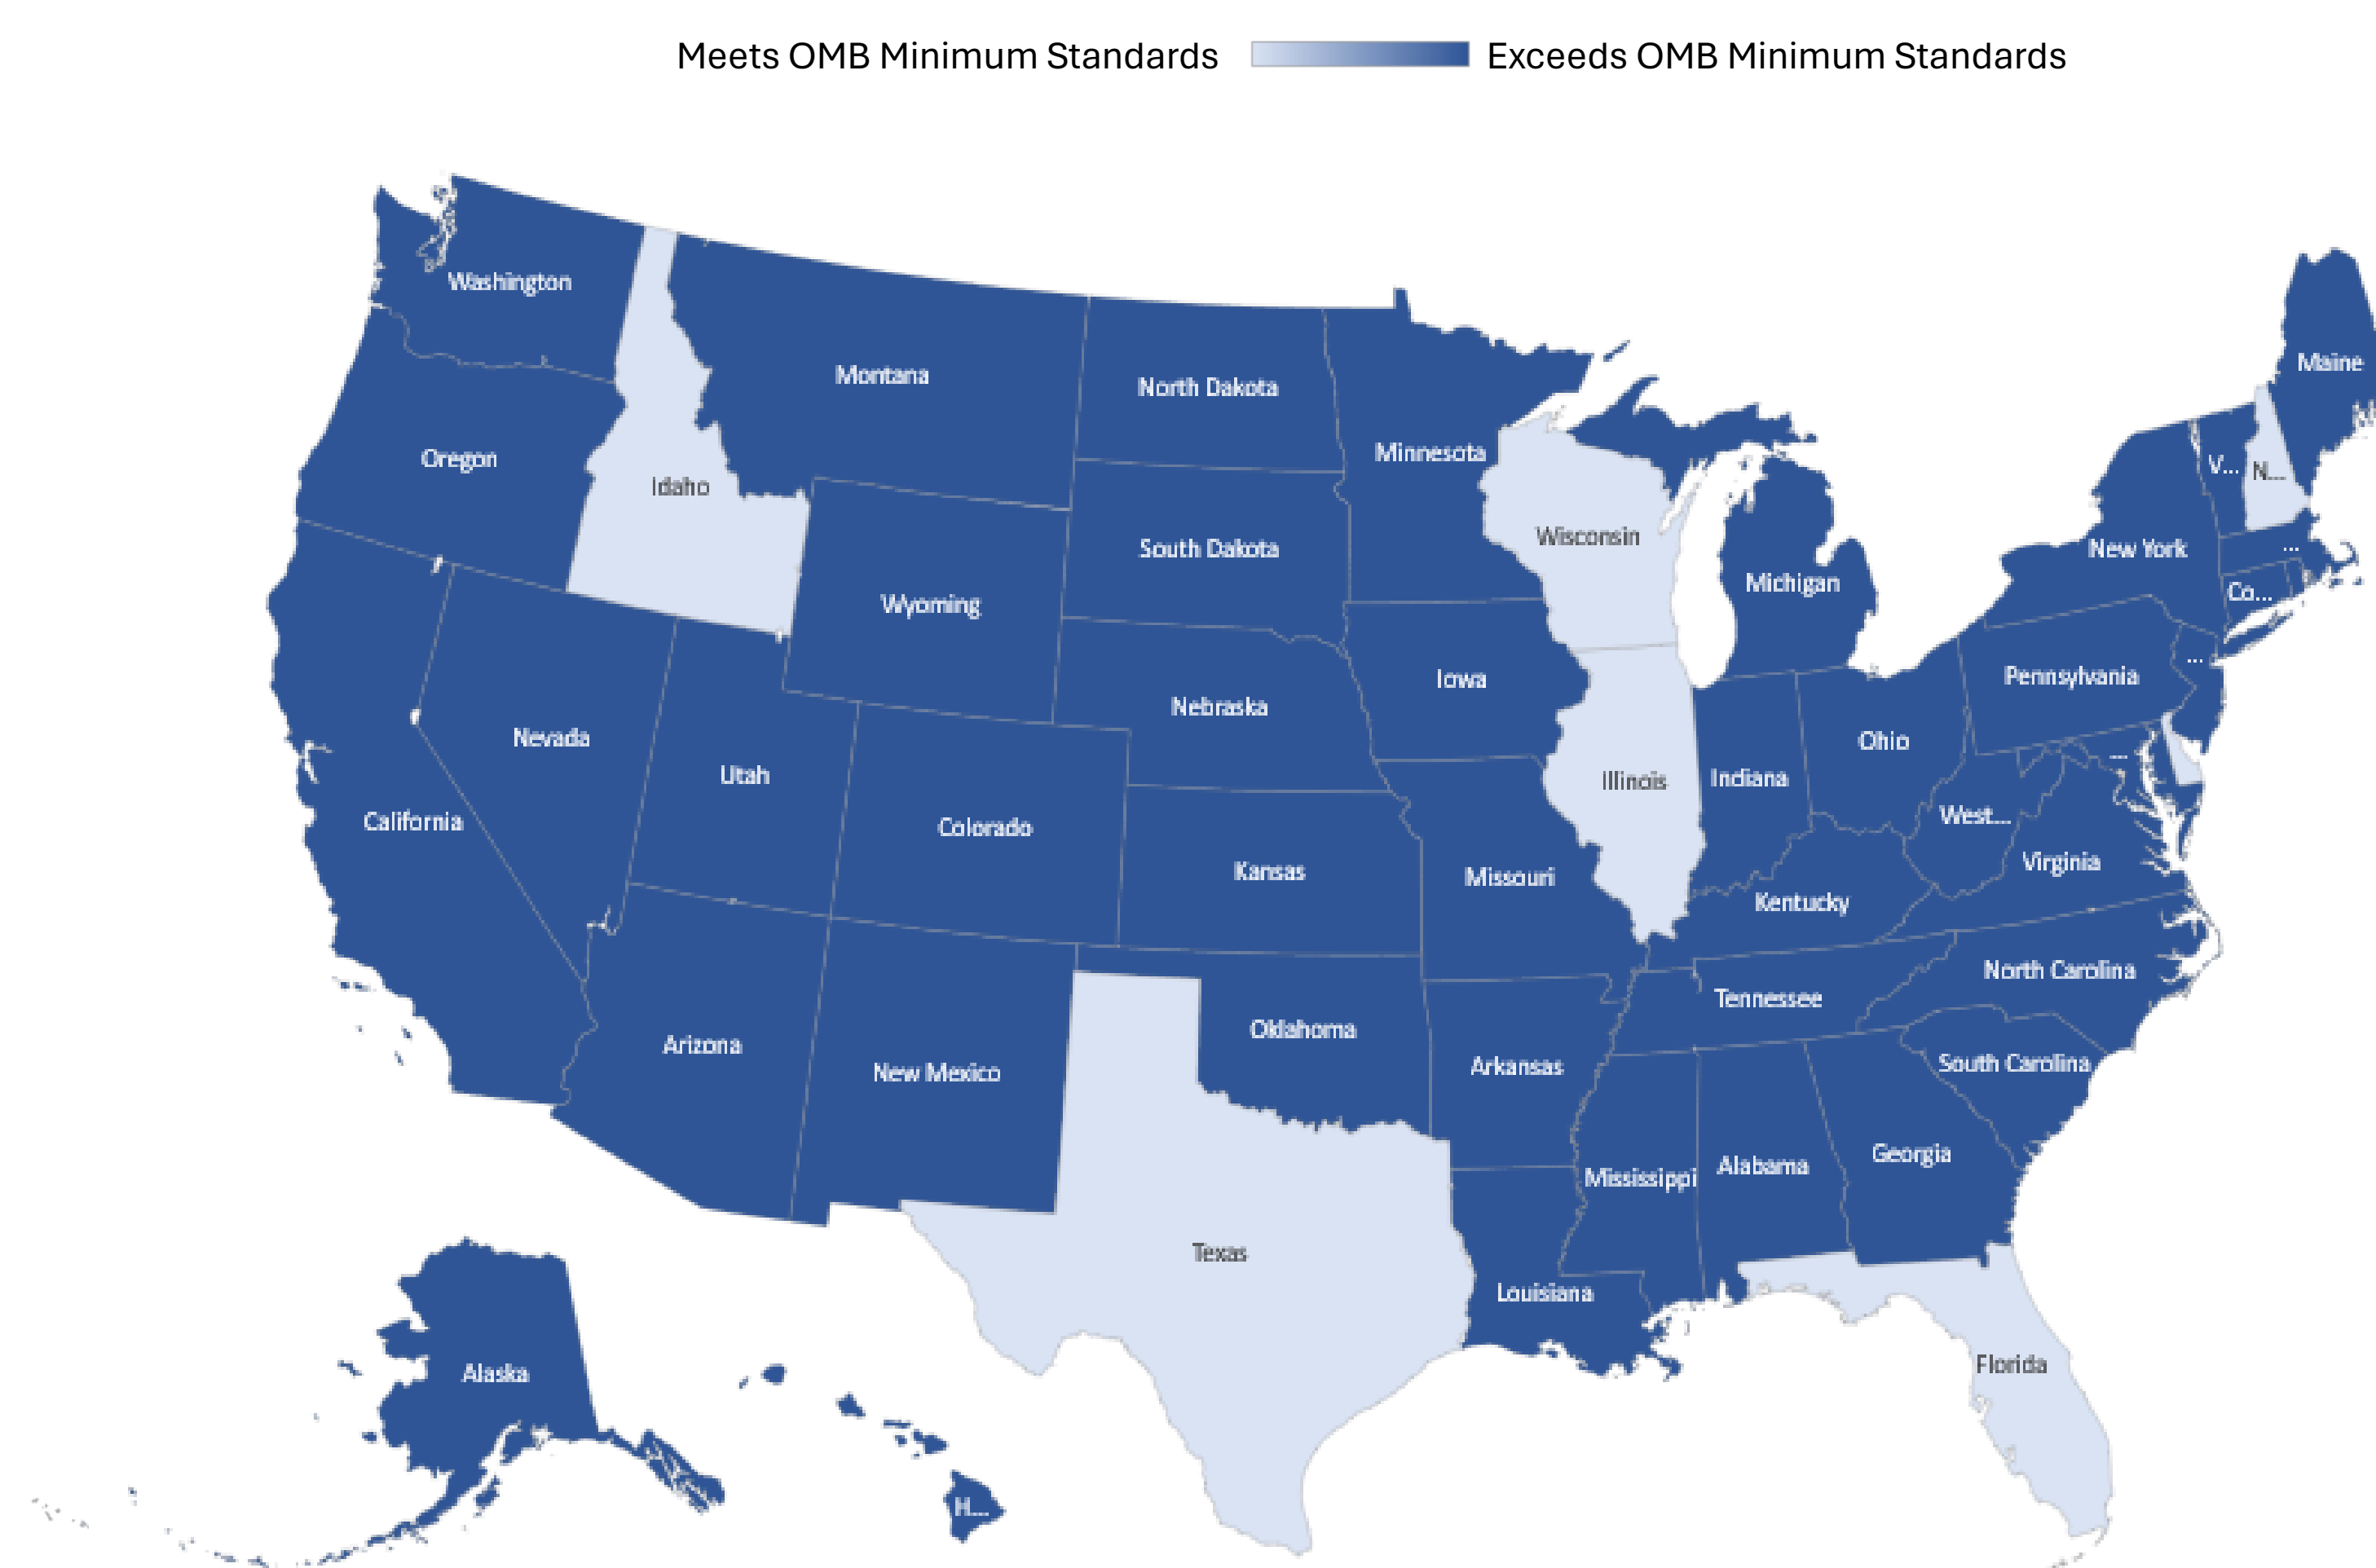 Meets OMB Minimum Standards Exceeds OMB Minimum Standards
Washington
Montana
North Dakota
Minnesota
Maine
Oregon
Idaho
Wisconsin
V...
N...
South Dakota
Michigan
New York
...
Wyoming
Co...
Iowa
Pennsylvania
...
Nebraska
Nevada
Utah
Ohio
...
Illinois
Indiana
California
Colorado
West...
Kansas
Missouri
Virginia
Kentucky
North Carolina
Tennessee
Oklahoma
Arizona
New Mexico
Arkansas
South Carolina
Georgia
Mississippi
Alabama
Texas
Louisiana
Florida
Alaska
H...